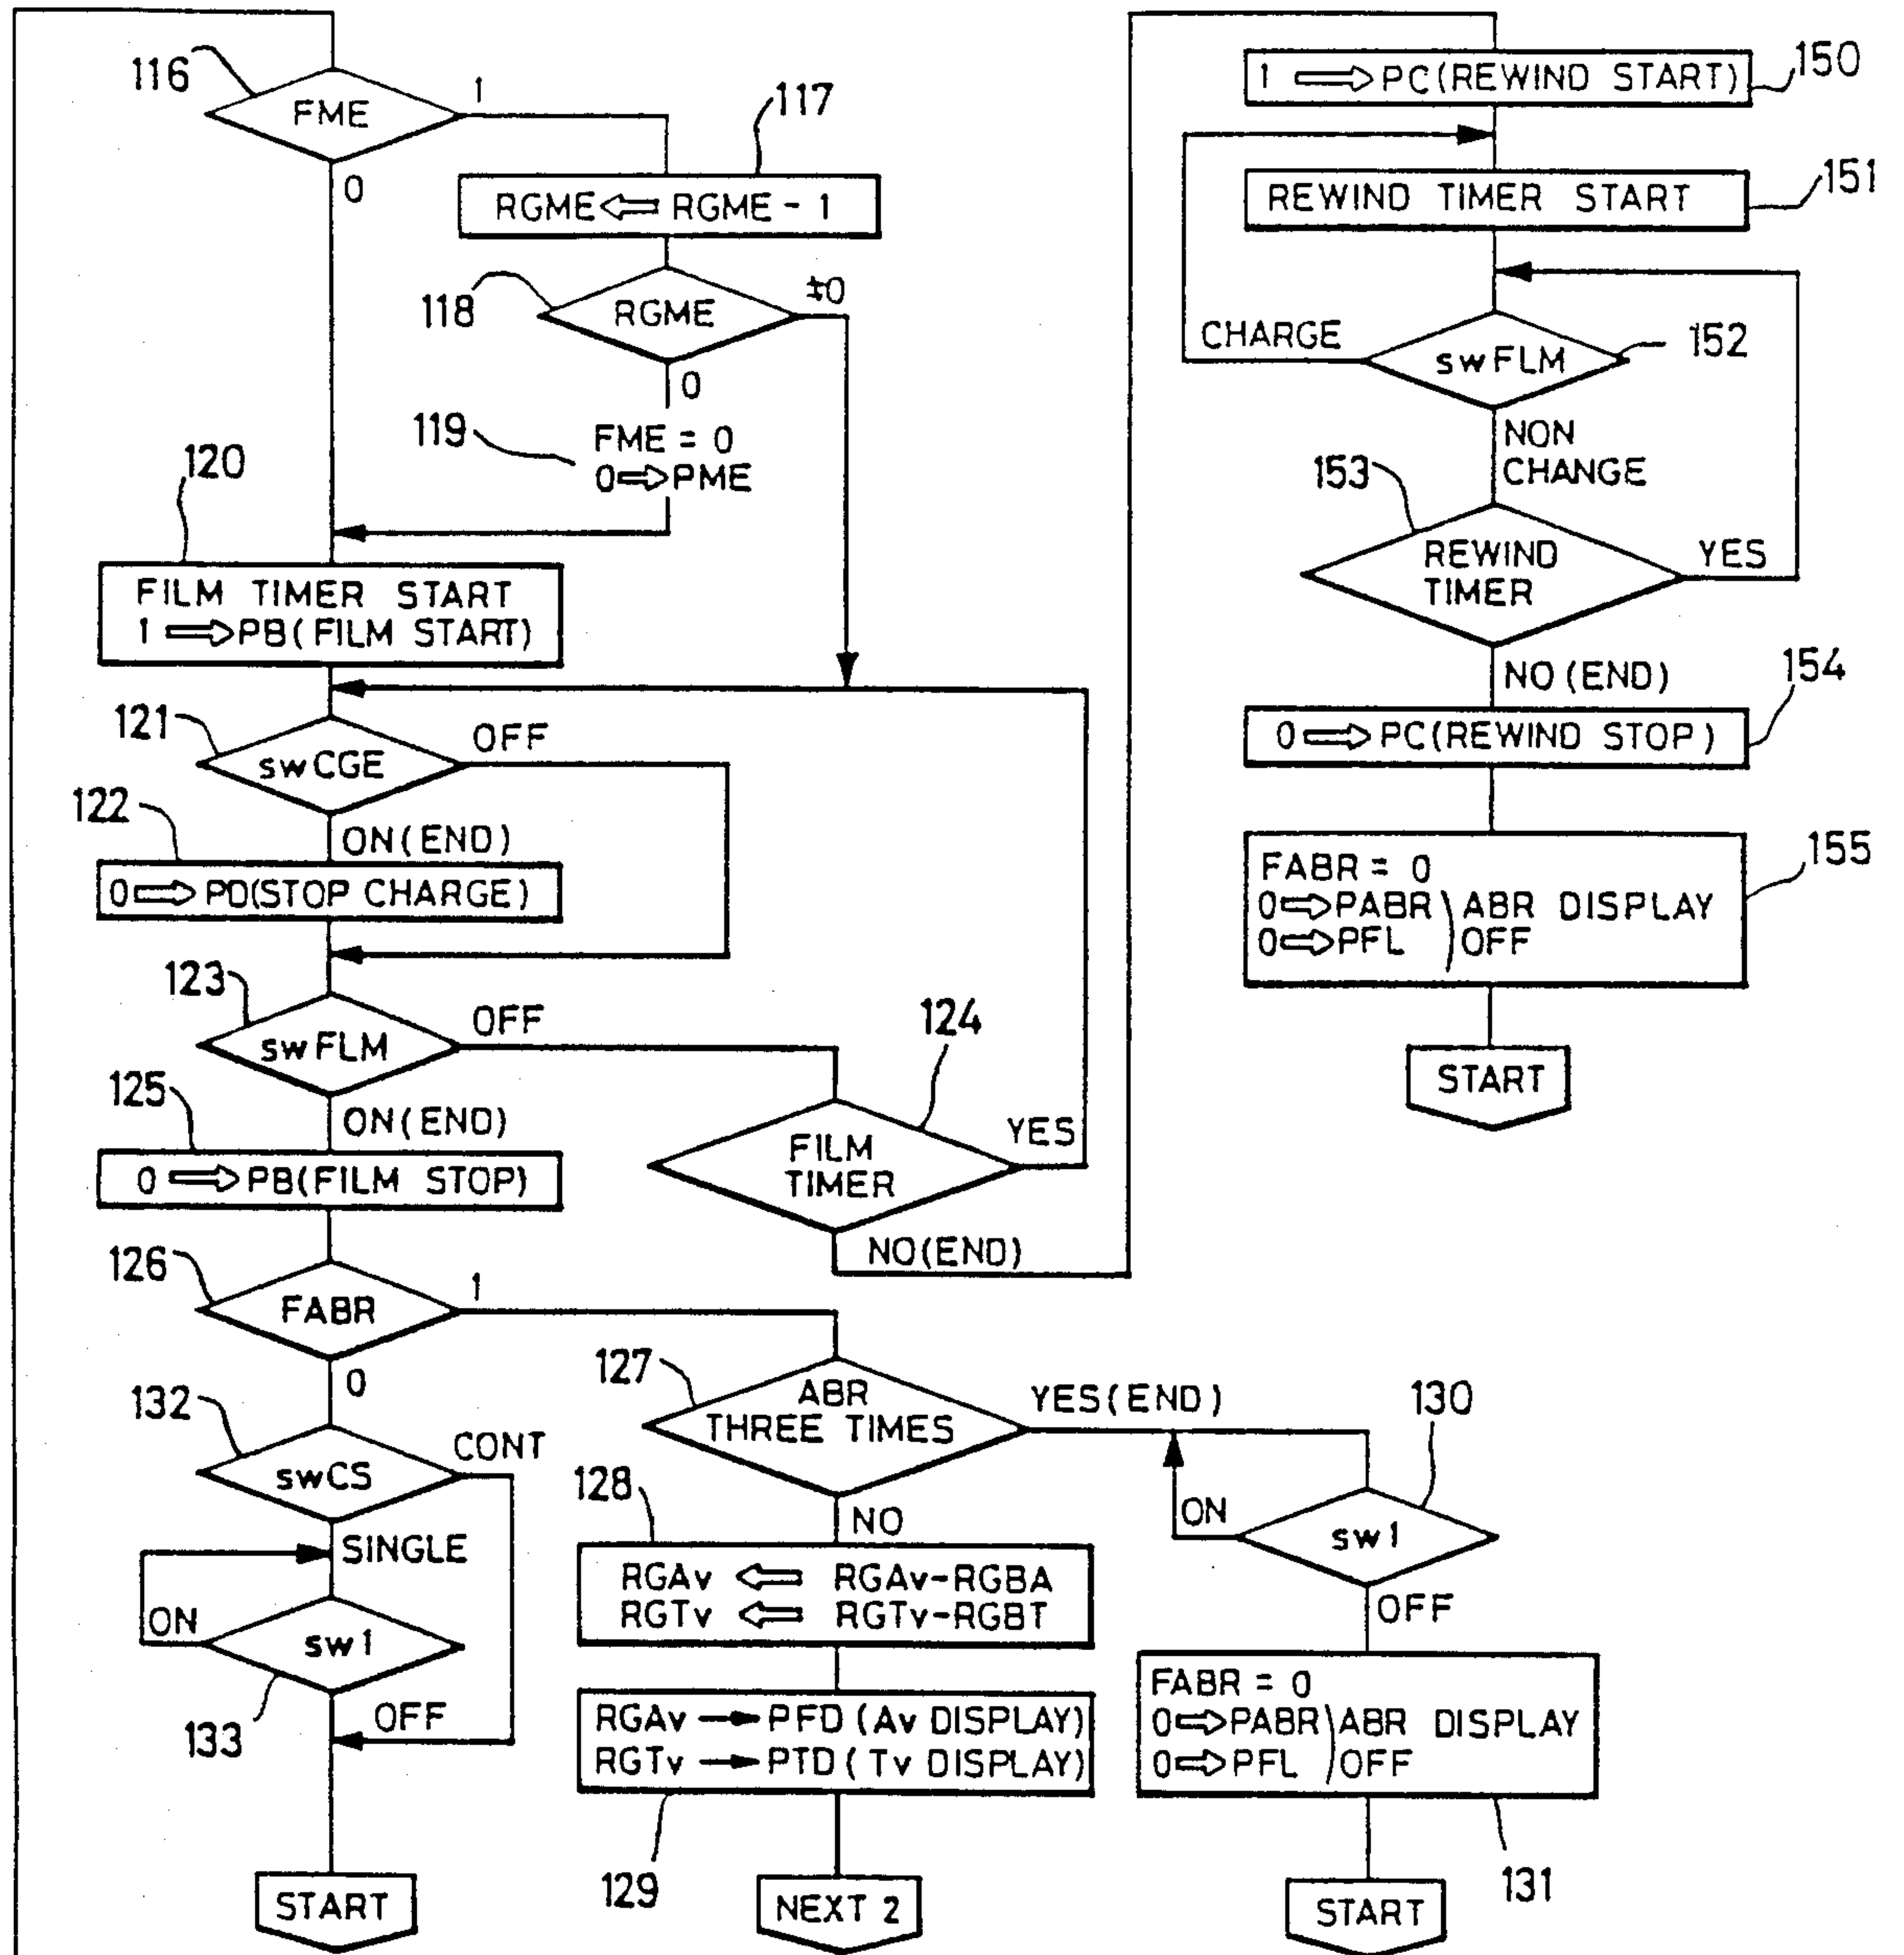 116
FME
1
0
117
RGME ⇐ RGME - 1
118
RGME
≠0
0
119
FME = 0
0 ⇒ PME
120
FILM TIMER START
1 ⇒ PB(FILM START)
121
swCGE
OFF
ON(END)
122
0 ⇒ PD(STOP CHARGE)
123
swFLM
OFF
ON(END)
124
FILM
TIMER
YES
NO(END)
125
0 ⇒ PB(FILM STOP)
126
FABR
1
0
127
ABR
THREE TIMES
YES(END)
NO
128
RGAv ⇐ RGAv-RGBA
RGTv ⇐ RGTv-RGBT
RGAv → PFD (Av DISPLAY)
RGTv → PTD (Tv DISPLAY)
129
NEXT 2
130
sw1
ON
OFF
FABR = 0
0 ⇒ PABR ) ABR DISPLAY
0 ⇒ PFL ) OFF
131
START
132
swCS
CONT
SINGLE
ON
sw1
133
OFF
START
150
1 ⇒ PC(REWIND START)
151
REWIND TIMER START
152
swFLM
CHARGE
NON
CHANGE
153
REWIND
TIMER
YES
NO(END)
154
0 ⇒ PC(REWIND STOP)
155
FABR = 0
0 ⇒ PABR ) ABR DISPLAY
0 ⇒ PFL ) OFF
START